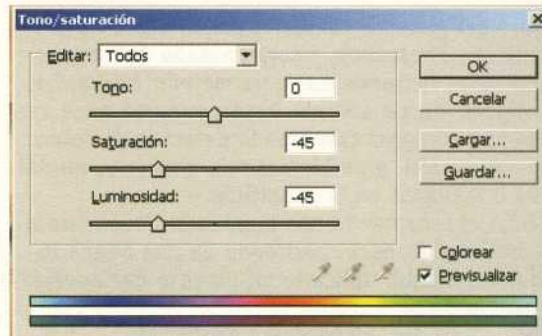 Tono/saturación
Editar: Todos
Tono: 0
Saturación: -45
Luminosidad: -45
OK
Cancelar
Cargar...
Guardar...
Colorear
Previsualizar